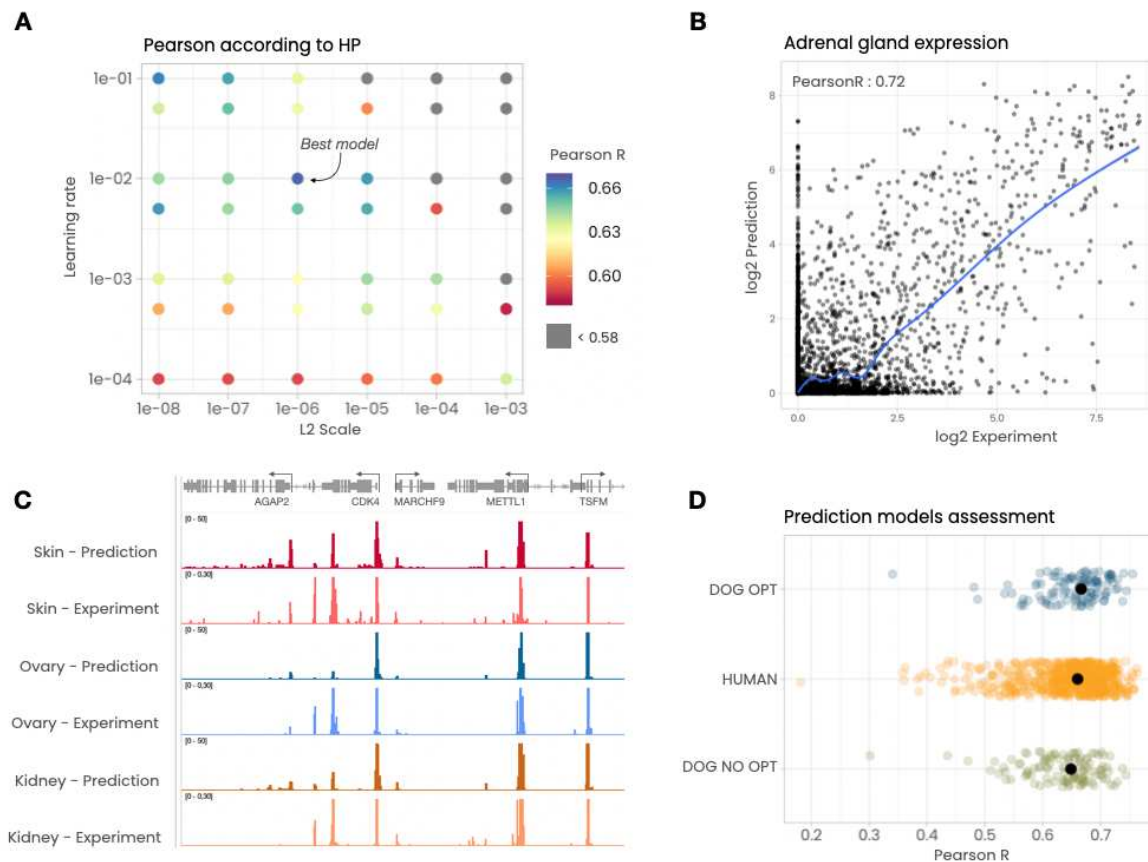 A
Pearson according to HP
1e-01
1e-02
1e-03
1e-04
Learning rate
1e-08 1e-07 1e-06 1e-05 1e-04 1e-03
L2 Scale
Best model
Pearson R
0.66
0.63
0.60
< 0.58
B
Adrenal gland expression
PearsonR : 0.72
8
6
4
2
0
log2 Prediction
0.0 2.5 5.0 7.5
log2 Experiment
C
AGAP2 CDK4 MARCHF9 METTL1 TSFM
[0 - 50]
Skin - Prediction
[0 - 0.30]
Skin - Experiment
[0 - 50]
Ovary - Prediction
[0 - 0.30]
Ovary - Experiment
[0 - 50]
Kidney - Prediction
[0 - 0.30]
Kidney - Experiment
D
Prediction models assessment
DOG OPT
HUMAN
DOG NO OPT
0.2 0.3 0.4 0.5 0.6 0.7
Pearson R